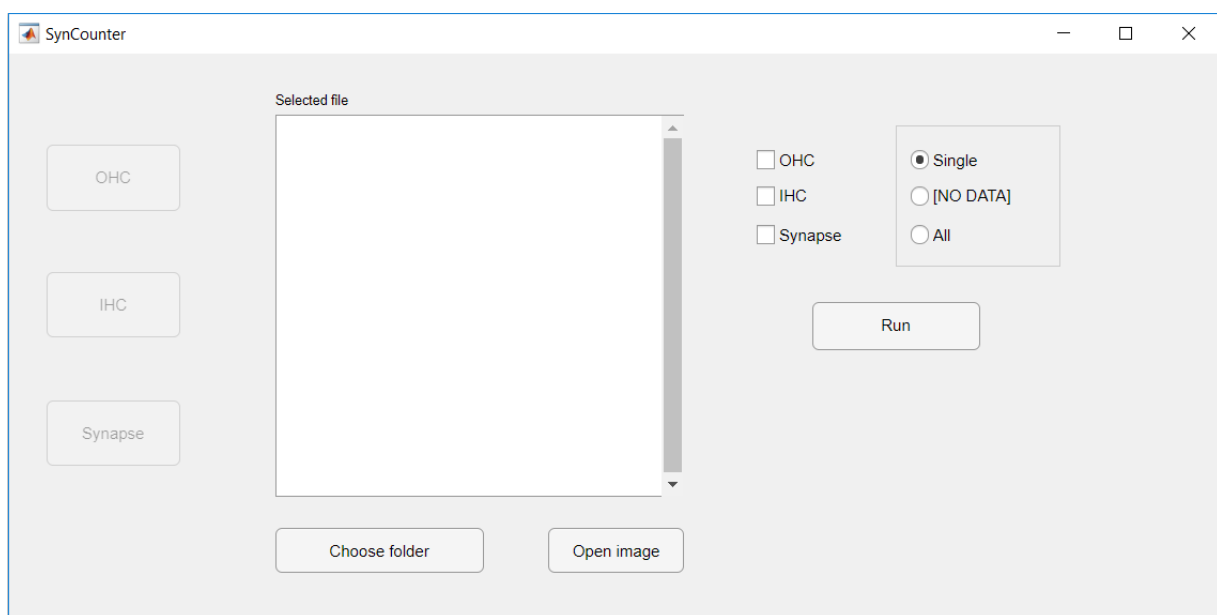 SynCounter
Selected file
OHC
IHC
Synapse
Choose folder
Open image
OHC
IHC
Synapse
Single
[NO DATA]
All
Run